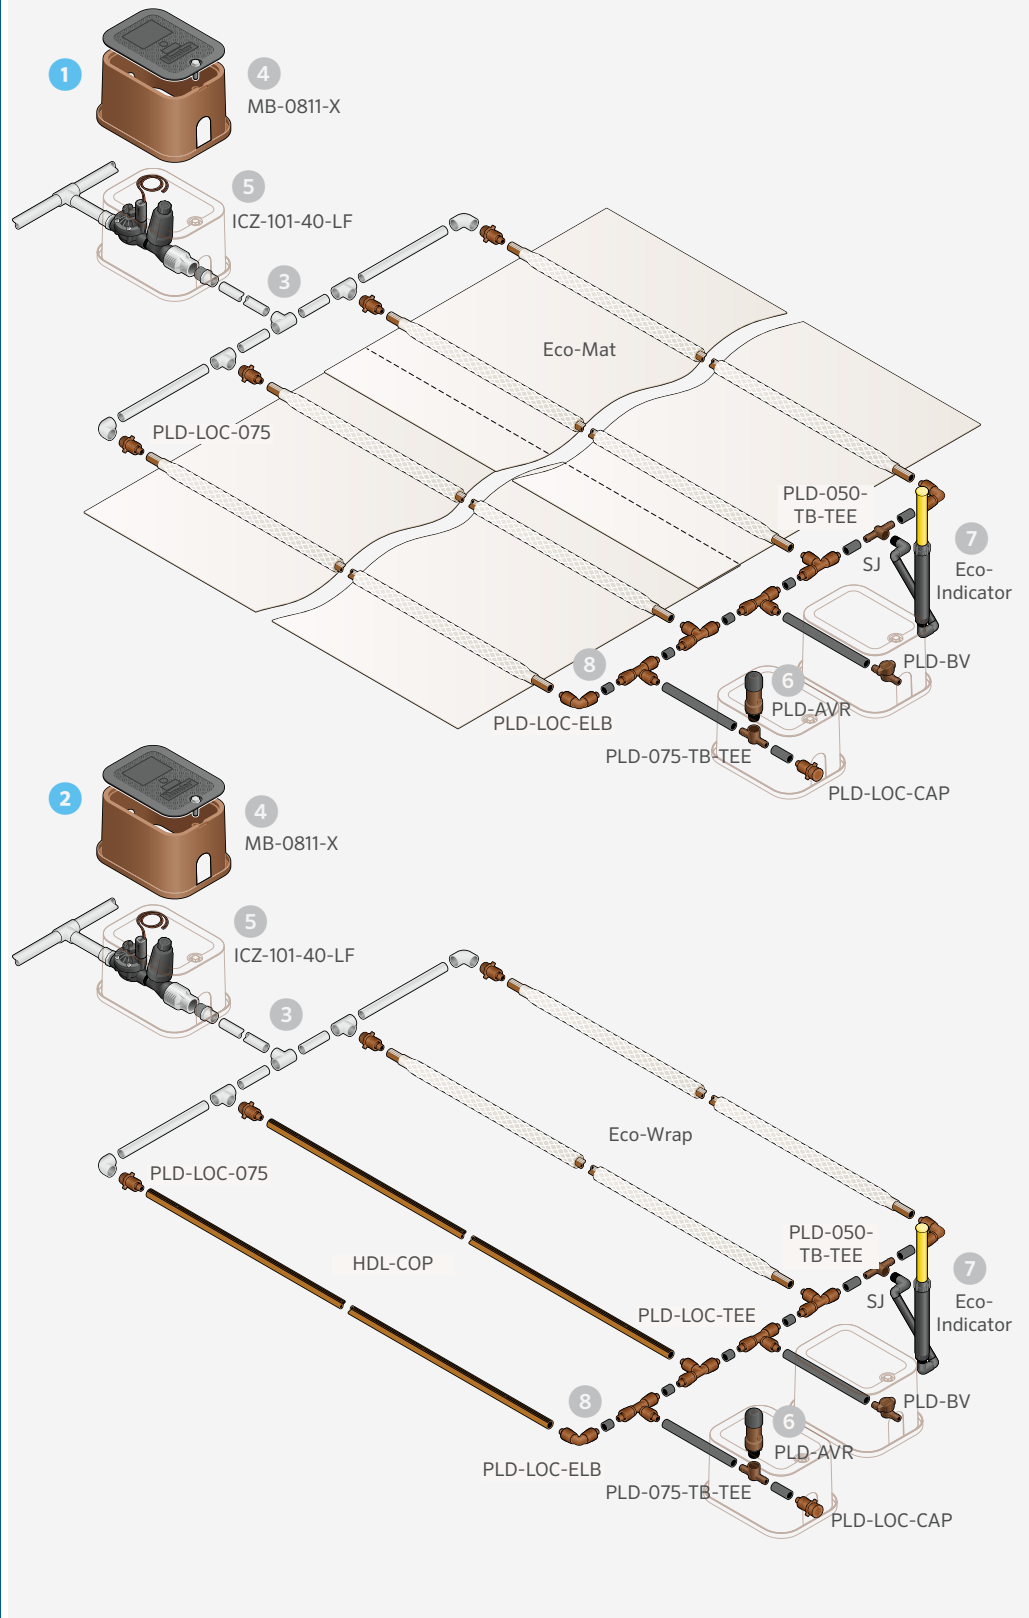 1
4
MB-0811-X
5
ICZ-101-40-LF
3
Eco-Mat
PLD-LOC-075
PLD-050-
TB-TEE
7
SJ
Eco-
Indicator
PLD-BV
8
6
PLD-AVR
PLD-LOC-ELB
PLD-075-TB-TEE
PLD-LOC-CAP
2
4
MB-0811-X
5
ICZ-101-40-LF
3
Eco-Wrap
PLD-LOC-075
PLD-050-
TB-TEE
HDL-COP
7
SJ
Eco-
Indicator
PLD-LOC-TEE
PLD-BV
8
6
PLD-AVR
PLD-LOC-ELB
PLD-075-TB-TEE
PLD-LOC-CAP